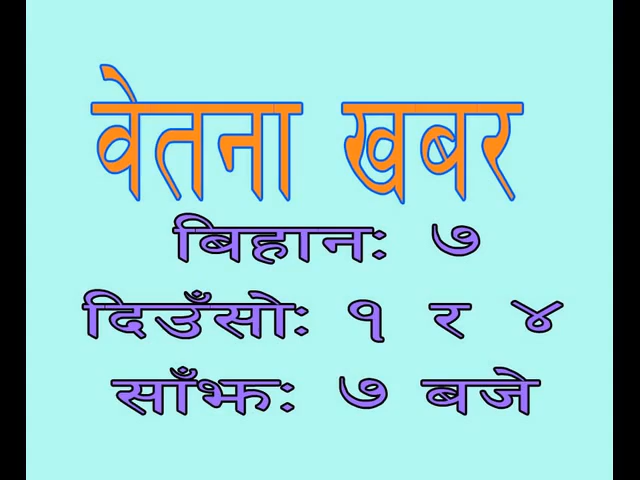 वेतना खबर
बिहान: ७
दिउँसो: १ र ४
साँझ: ७ बजे